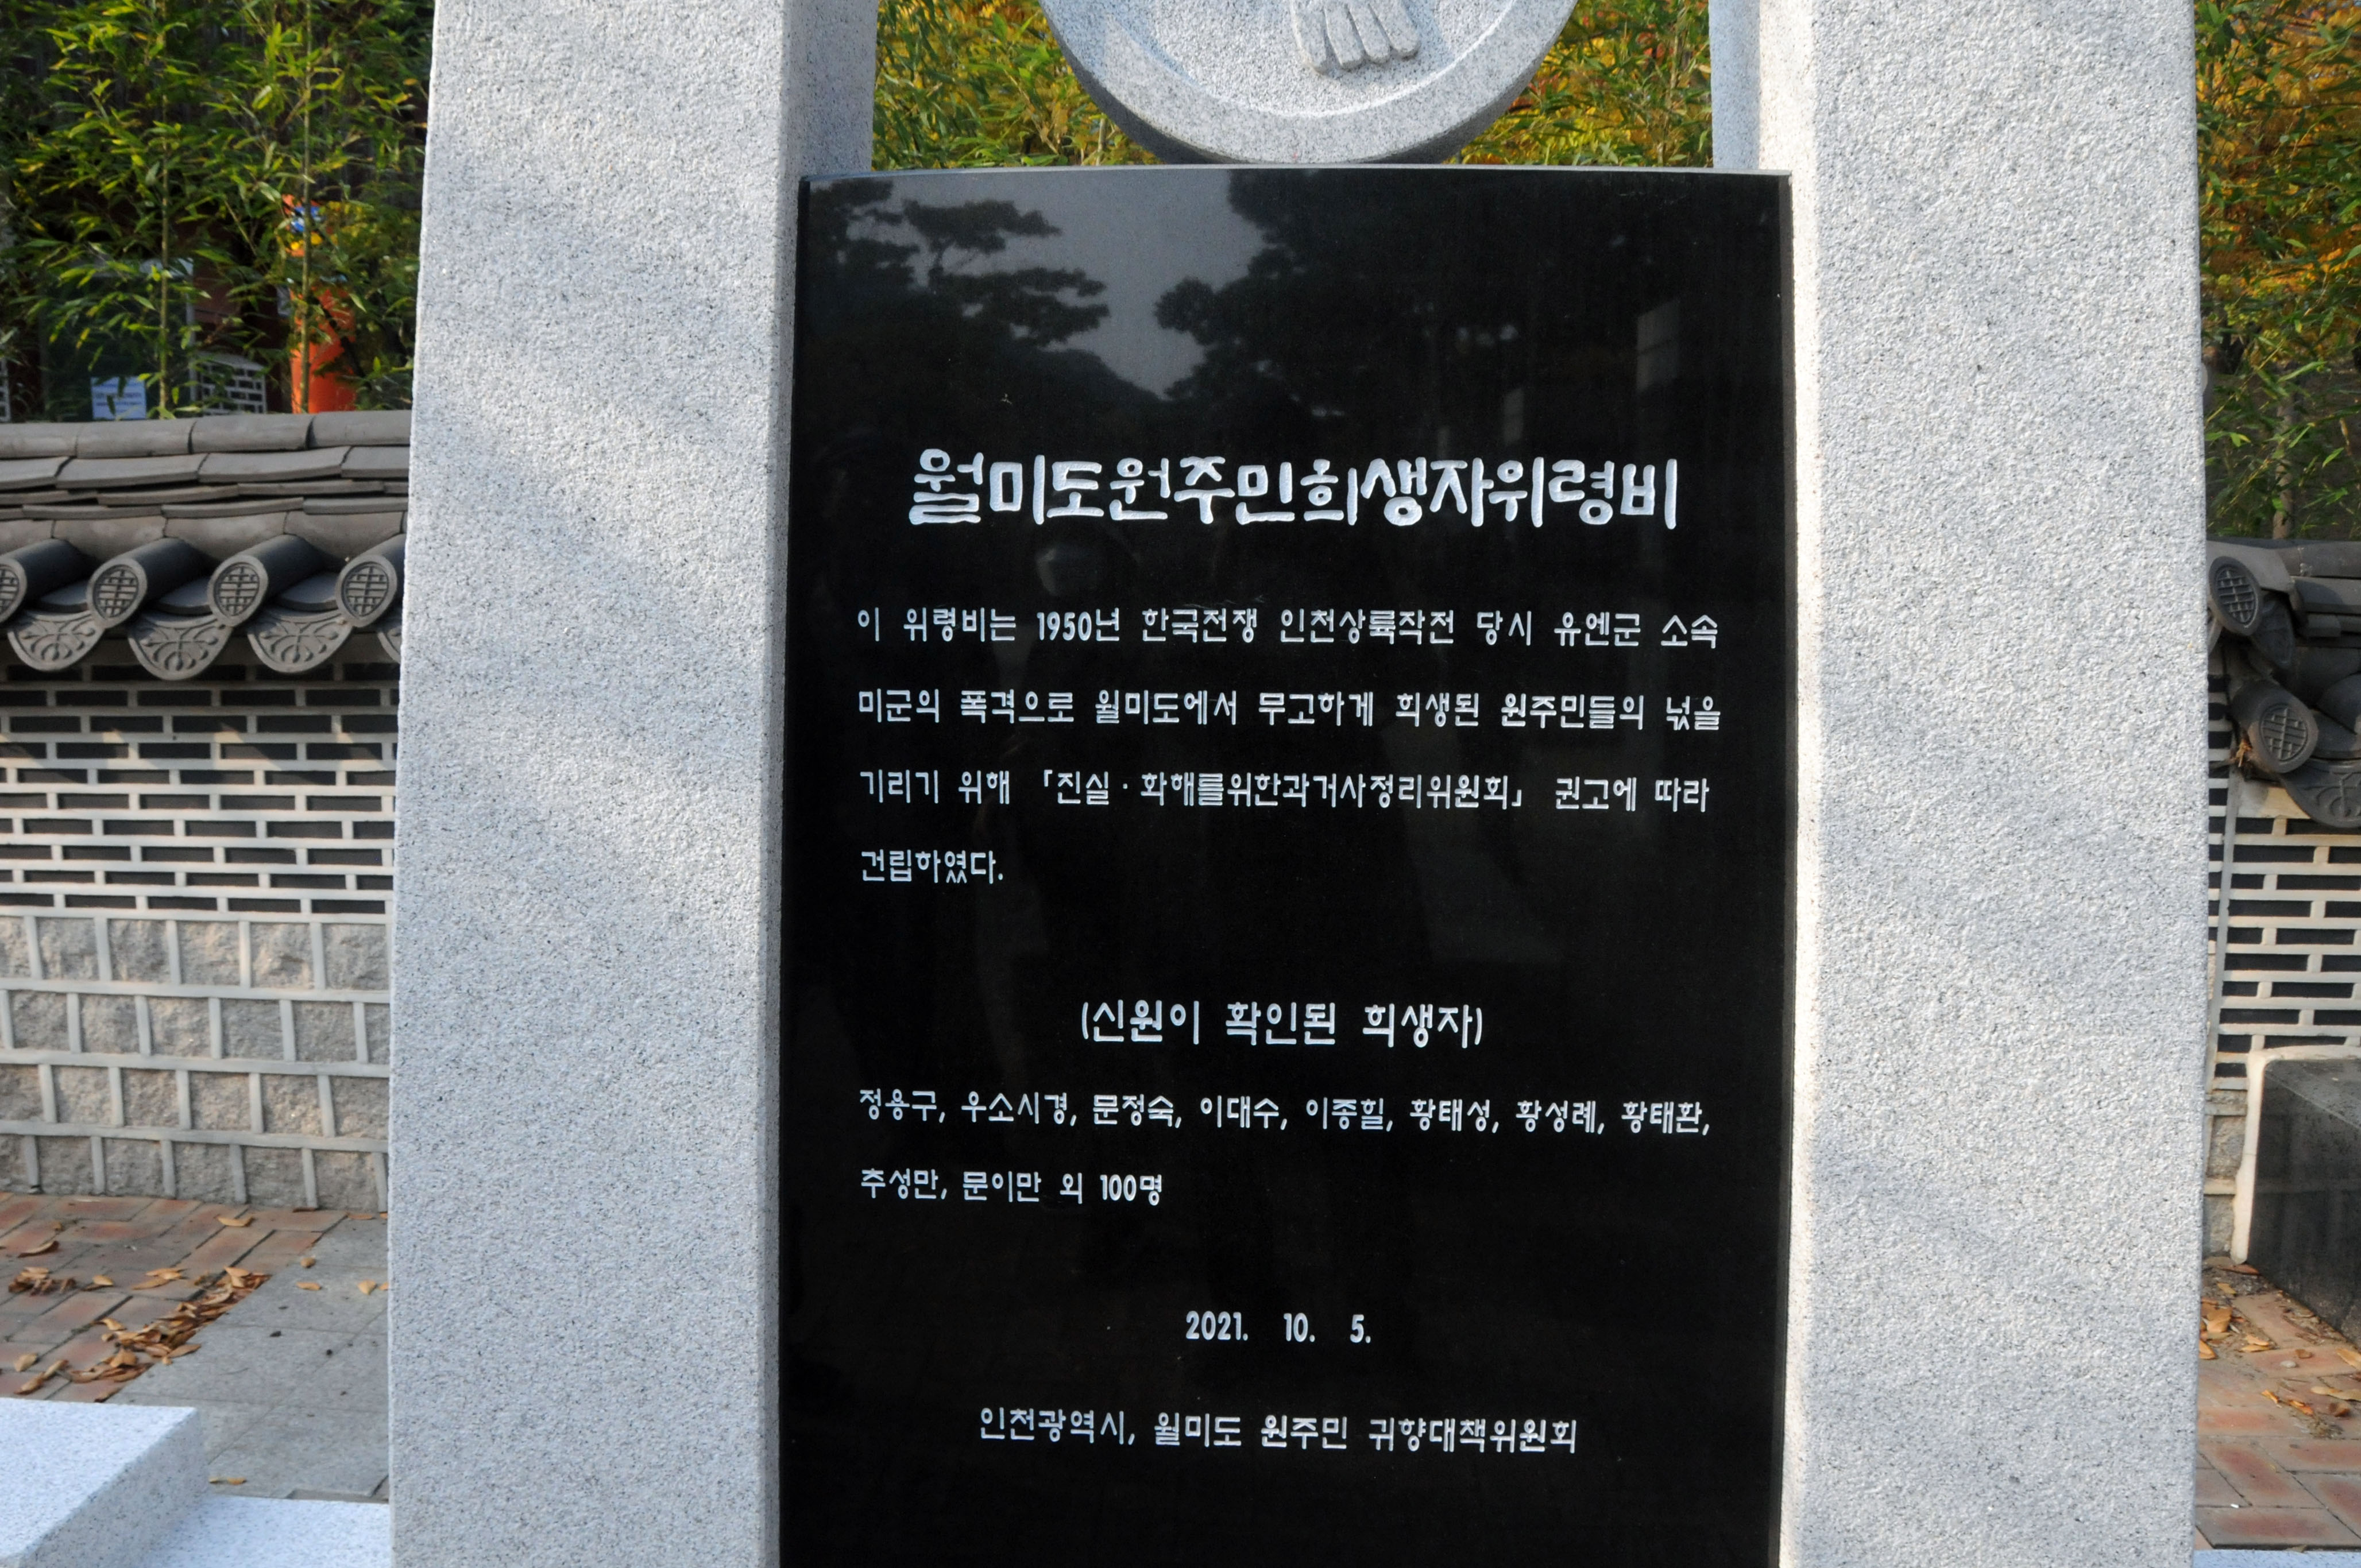 월미도원주민희생자위령비
이 위령비는 1950년 한국전쟁 인천상륙작전 당시 유엔군 소속
미군의 폭격으로 월미도에서 무고하게 희생된 원주민들의 넋을
기리기 위해 「진실·화해를위한과거사정리위원회」 권고에 따라
건립하였다.
(신원이 확인된 희생자)
정용구, 우소시경, 문정숙, 이대수, 이종힐, 황태성, 황성례, 황태환,
추성만, 문이만 외 100명
2021. 10. 5.
인천광역시, 월미도 원주민 귀향대책위원회